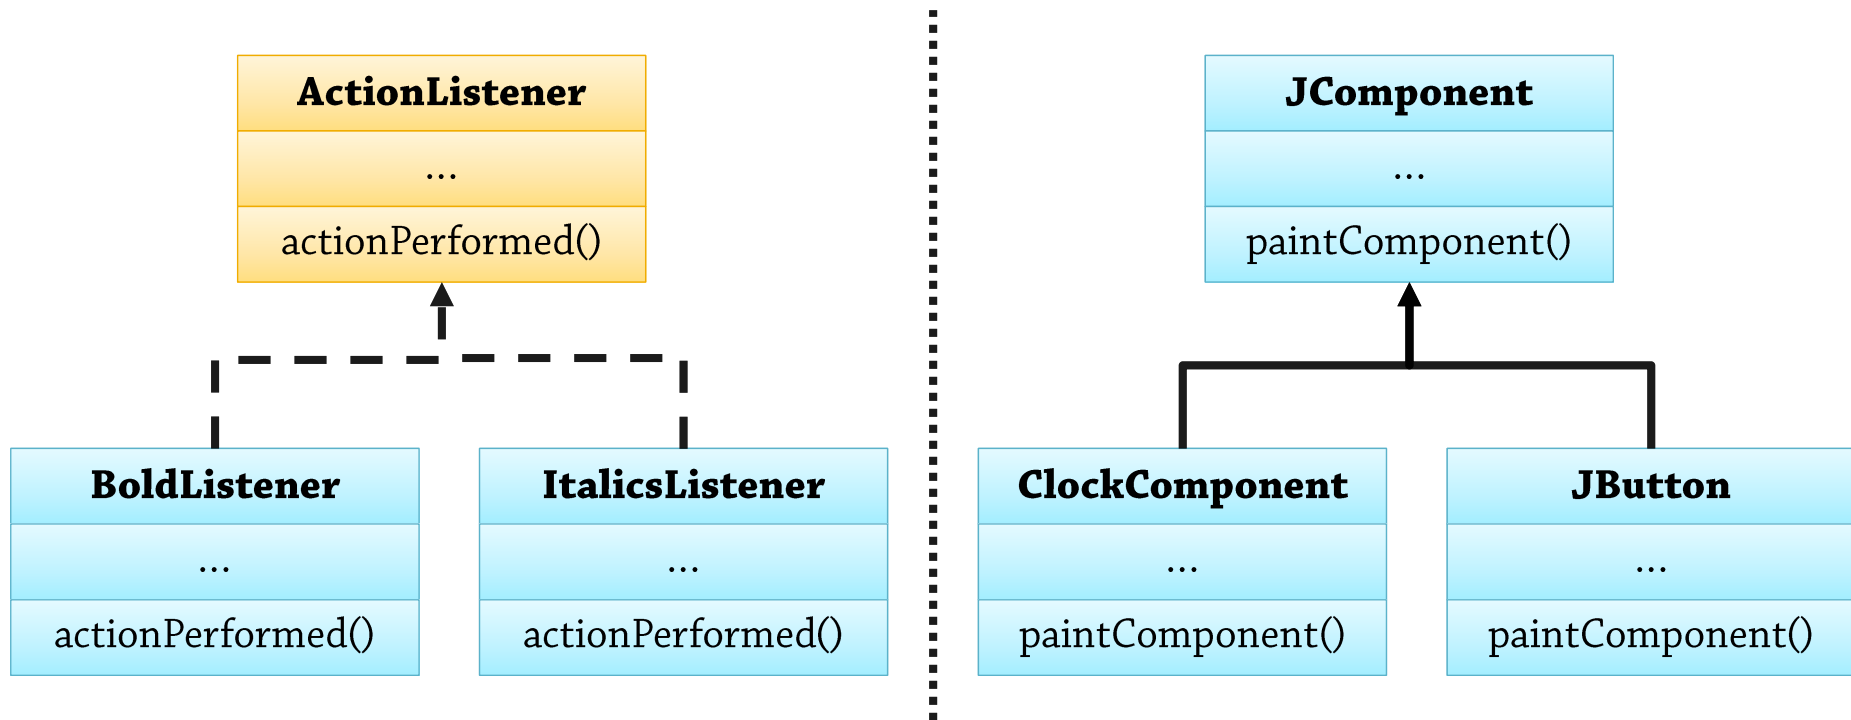 ActionListener
...
actionPerformed()
BoldListener
...
actionPerformed()
ItalicsListener
...
actionPerformed()
JComponent
...
paintComponent()
ClockComponent
...
paintComponent()
JButton
...
paintComponent()